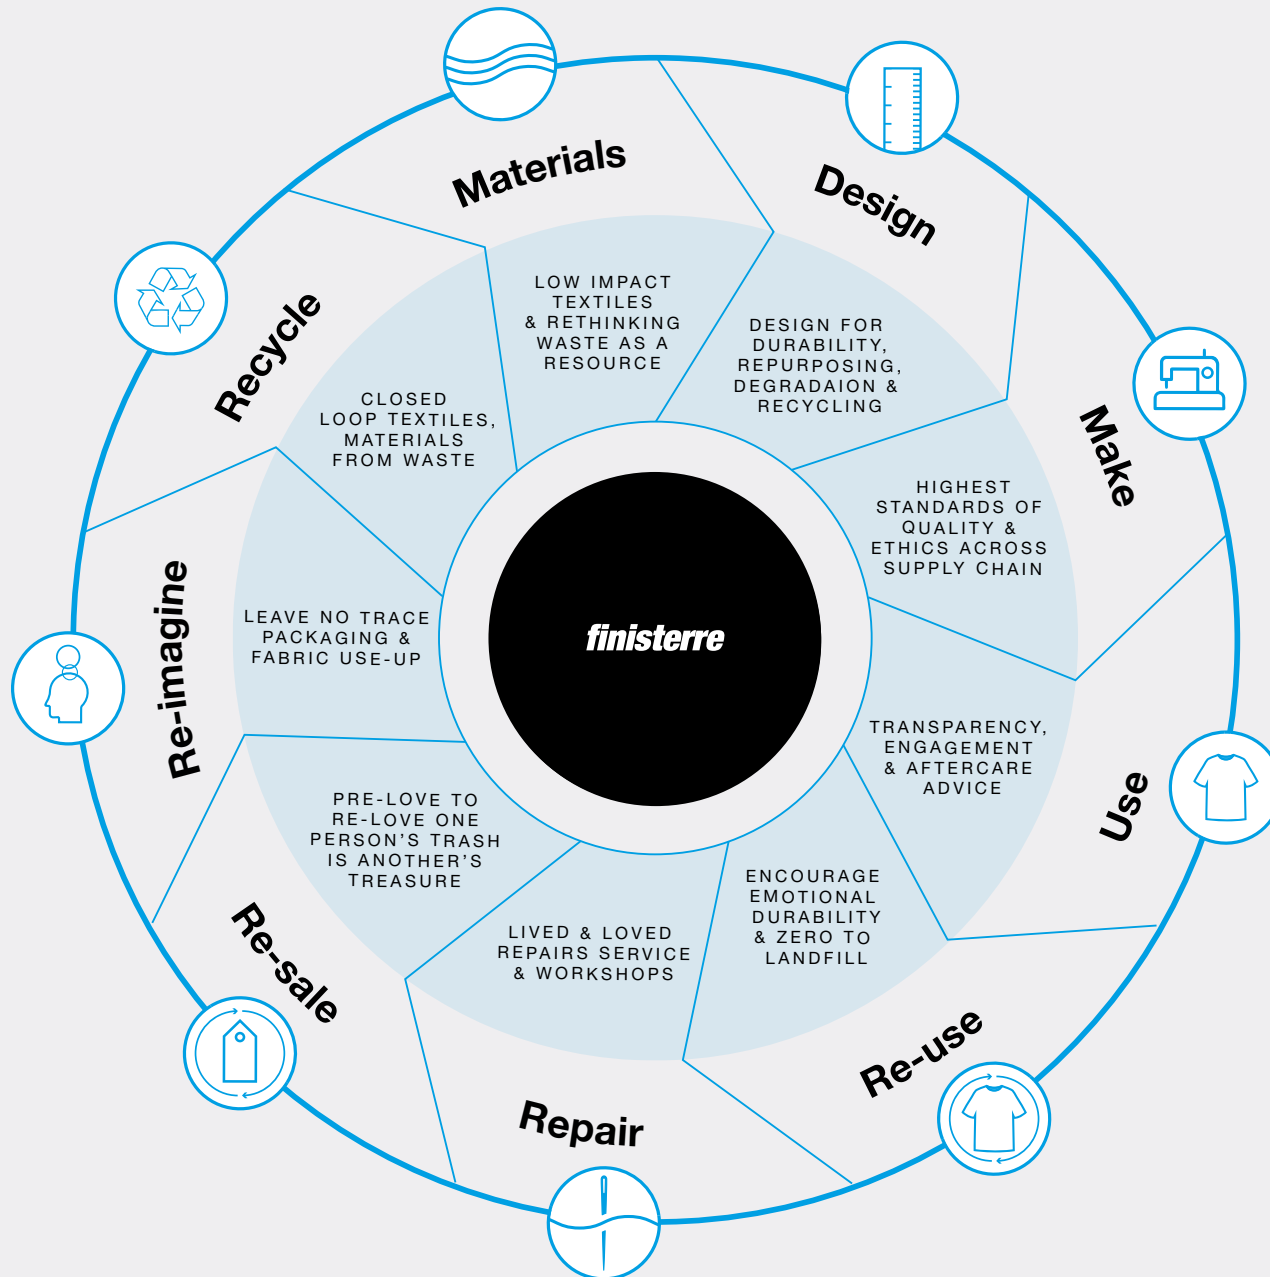 Materials
LOW IMPACT
TEXTILES
& RETHINKING
WASTE AS A
RESOURCE
Design
DESIGN FOR
DURABILITY,
REPURPOSING,
DEGRADAION &
RECYCLING
Make
HIGHEST
STANDARDS OF
QUALITY &
ETHICS ACROSS
SUPPLY CHAIN
Use
TRANSPARENCY,
ENGAGEMENT
& AFTERCARE
ADVICE
Re-use
ENCOURAGE
EMOTIONAL
DURABILITY
& ZERO TO
LANDFILL
Repair
LIVED & LOVED
REPAIRS SERVICE
& WORKSHOPS
Re-sale
PRE-LOVE TO
RE-LOVE ONE
PERSON’S TRASH
IS ANOTHER’S
TREASURE
Re-imagine
LEAVE NO TRACE
PACKAGING &
FABRIC USE-UP
Recycle
CLOSED
LOOP TEXTILES,
MATERIALS
FROM WASTE
finisterre